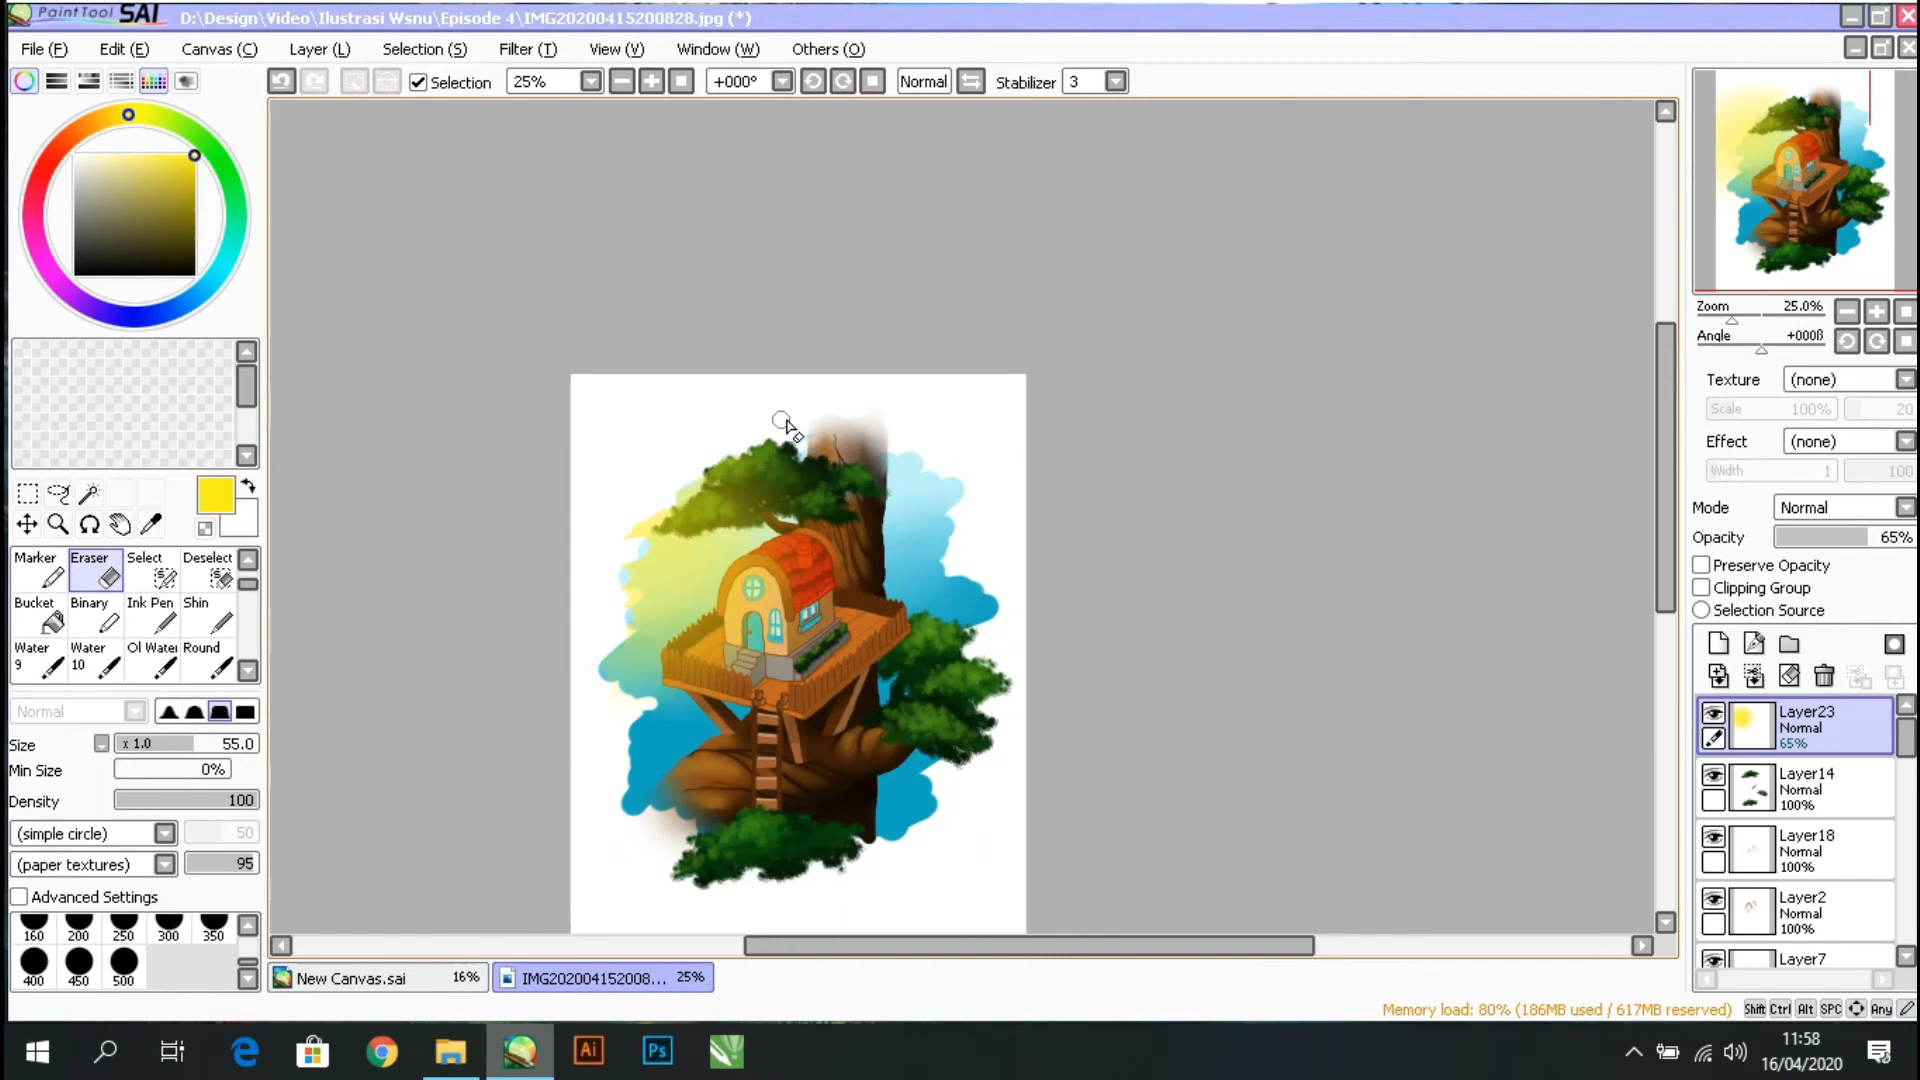 PaintTool SAI D:\Design\Video\Ilustrasi Wsnu\Episode 4\IMG20200415200828.jpg (*)
File (F) Edit (E) Canvas (C) Layer (L) Selection (S) Filter (T) View (V) Window (W) Others (O)
Selection 25% +000° Normal Stabilizer 3
Zoom 25.0%
Angle +000ß
Texture (none)
Scale 100% 20
Effect (none)
Width 1 100
Mode Normal
Opacity 65%
Preserve Opacity
Clipping Group
Selection Source
Marker Eraser Select Deselect
Bucket Binary Ink Pen Shin
Water 9 Water 10 Ol Wate Round
Normal
Size x 1.0 55.0
Min Size 0%
Density 100
(simple circle) 50
(paper textures) 95
Advanced Settings
160 200 250 300 350
400 450 500
Layer23
Normal
65%
Layer14
Normal
100%
Layer18
Normal
100%
Layer2
Normal
100%
Layer7
New Canvas.sai 16% IMG202004152008... 25%
Memory load: 80% (186MB used / 617MB reserved) Shift Ctrl Alt SPC Any
Ai Ps
11:58
16/04/2020